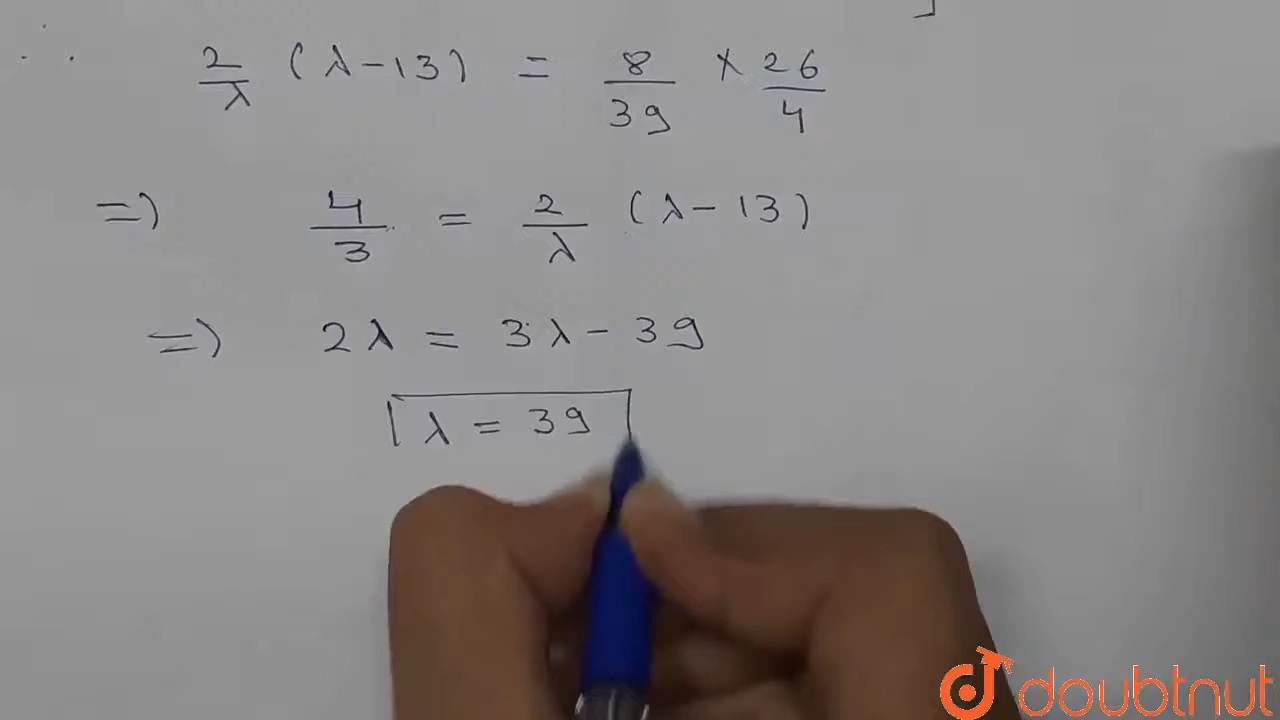 ∴ 2/λ (λ-13) = 8/39 × 26/4
=) 4/3 = 2/λ (λ-13)
=) 2λ = 3λ-39
λ = 39
doubtnut